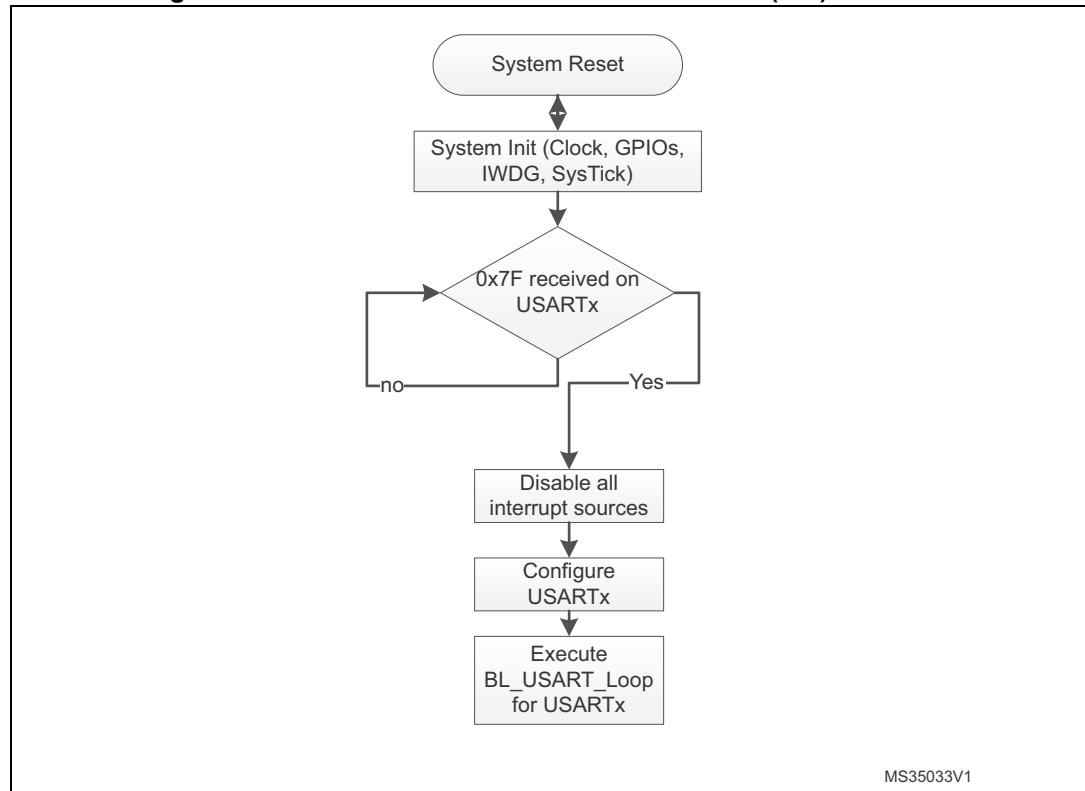 System Reset
System Init (Clock, GPIOs,
IWDG, SysTick)
0x7F received on
USARTx
no
Yes
Disable all
interrupt sources
Configure
USARTx
Execute
BL_USART_Loop
for USARTx
MS35033V1